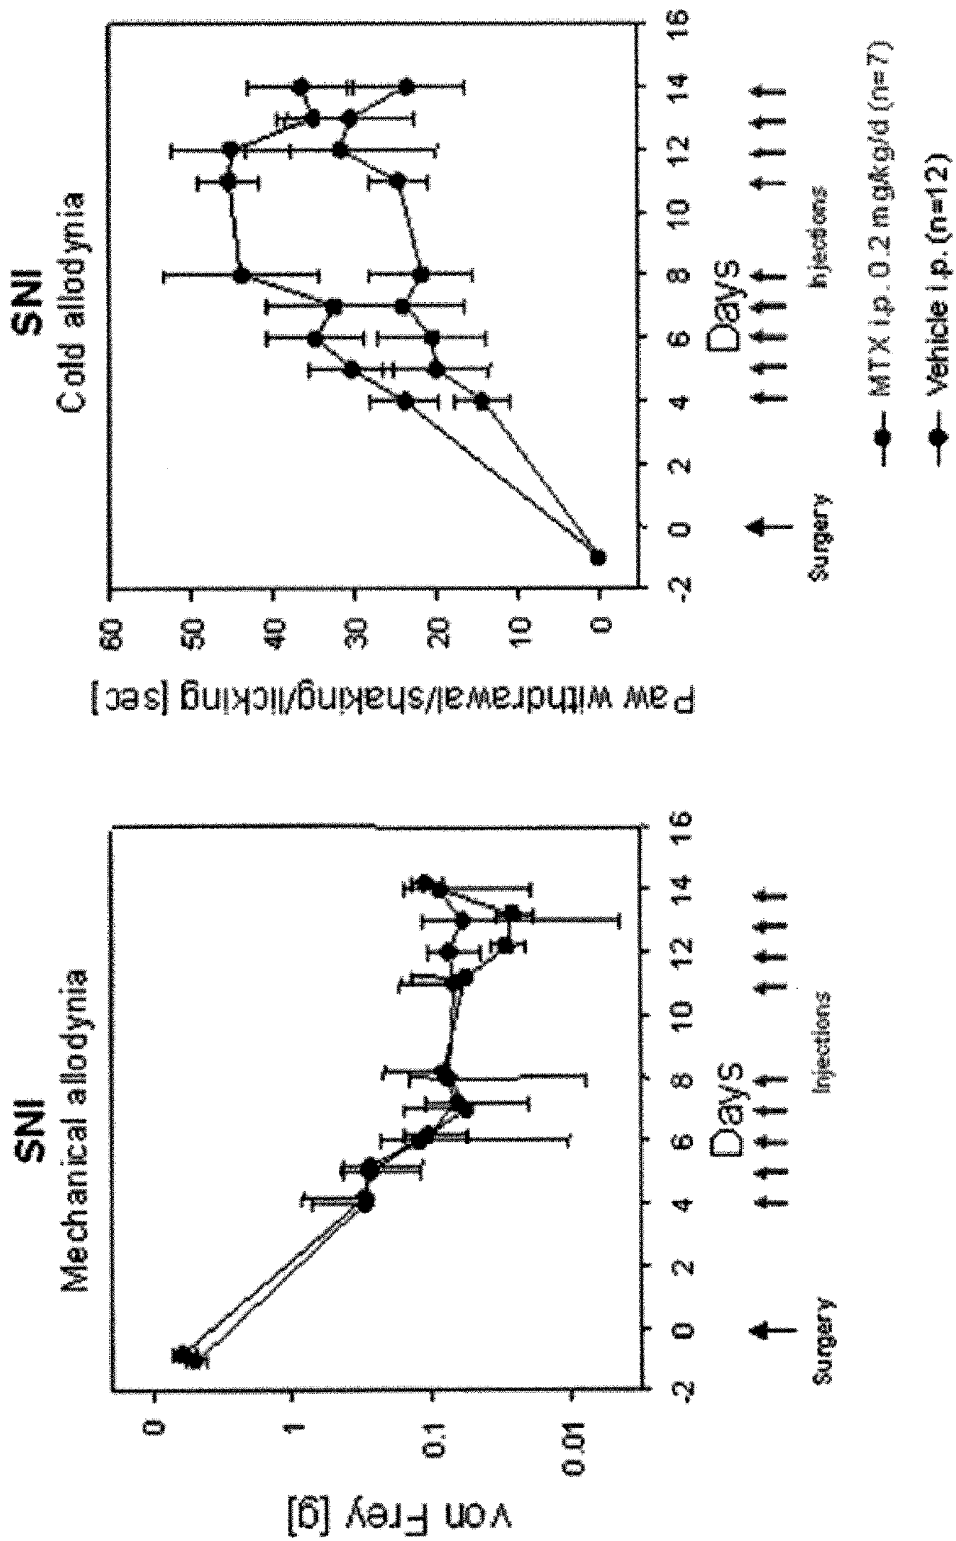 SNI
Mechanical allodynia
von Frey [g]
0
1
0.1
0.01
-2 0 2 4 6 8 10 12 14 16
Days
Surgery
Injections
SNI
Cold allodynia
Paw withdrawal/shaking/licking [sec]
60
50
40
30
20
10
0
-2 0 2 4 6 8 10 12 14 16
Days
Surgery
Injections
MTX i.p. 0.2 mg/kg/d (n=7)
Vehicle i.p. (n=12)